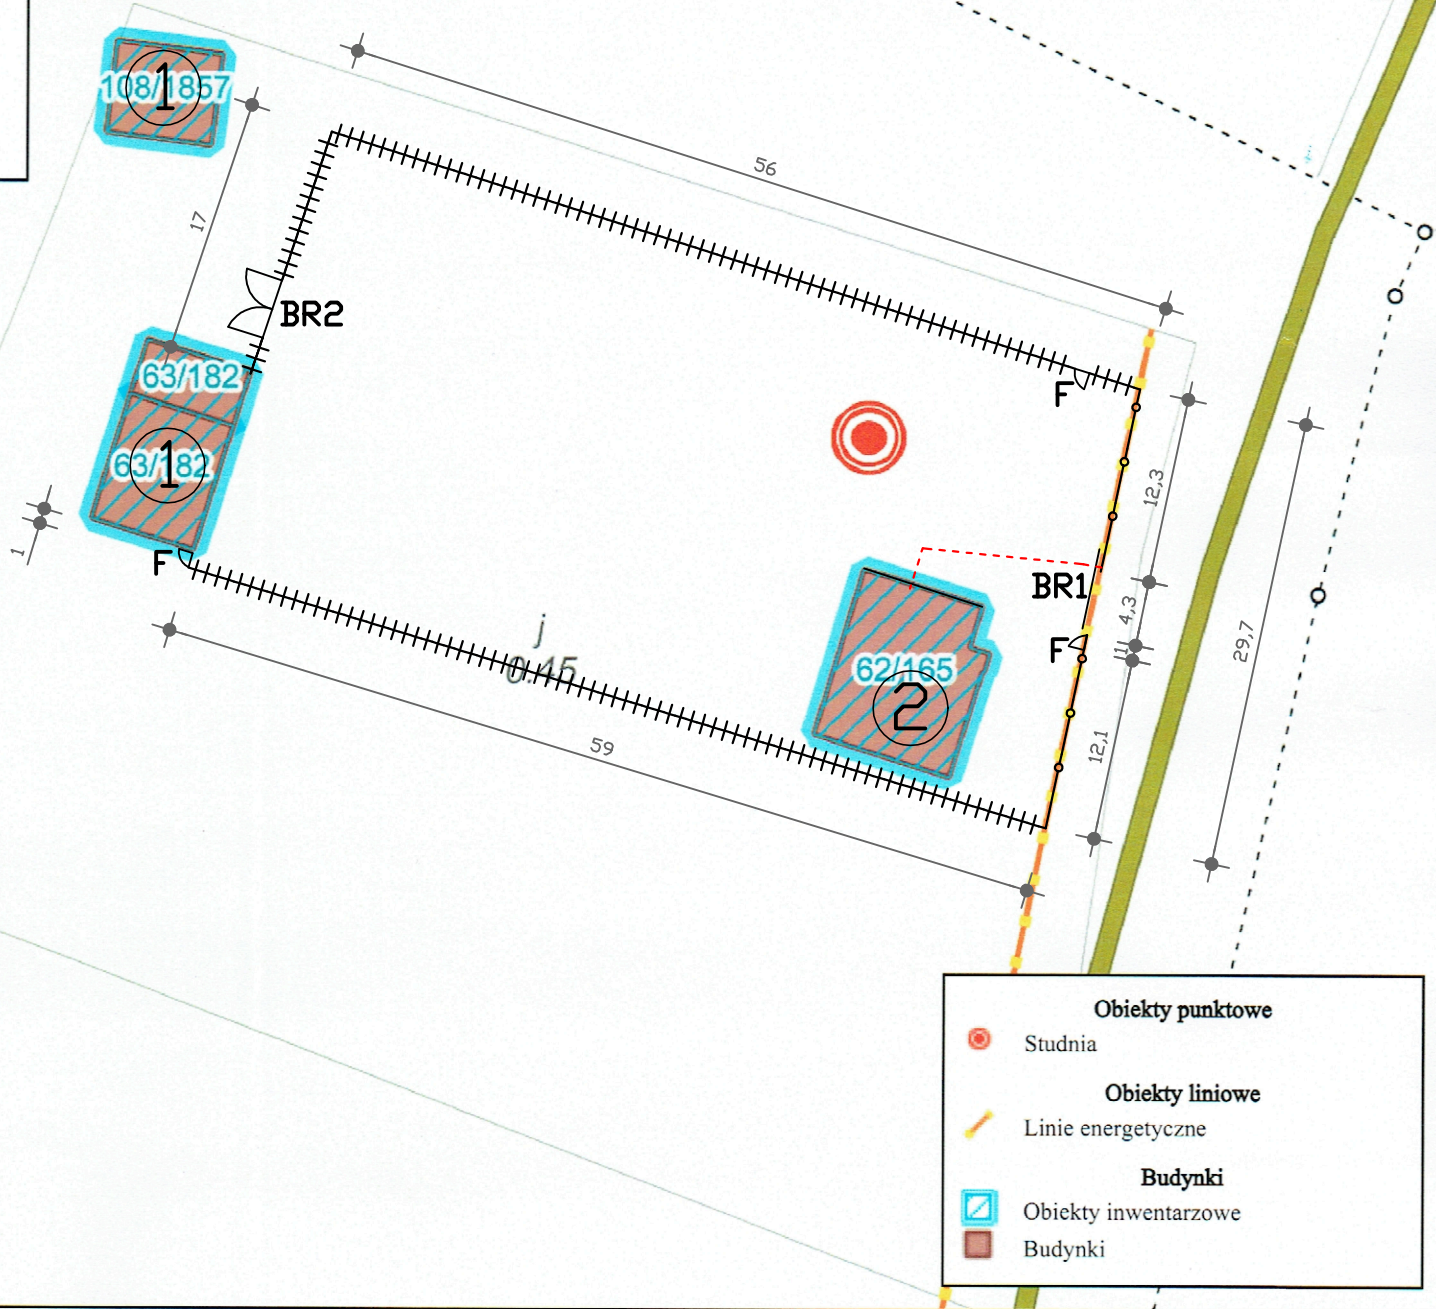 108/1857
1
56
17
BR2
63/182
63/182
1
F
1
F
12,3
BR1
4,3
F
1
29,7
j
0.45
62/165
2
59
12,1
Obiekty punktowe
Studnia
Obiekty liniowe
Linie energetyczne
Budynki
Obiekty inwentarzowe
Budynki